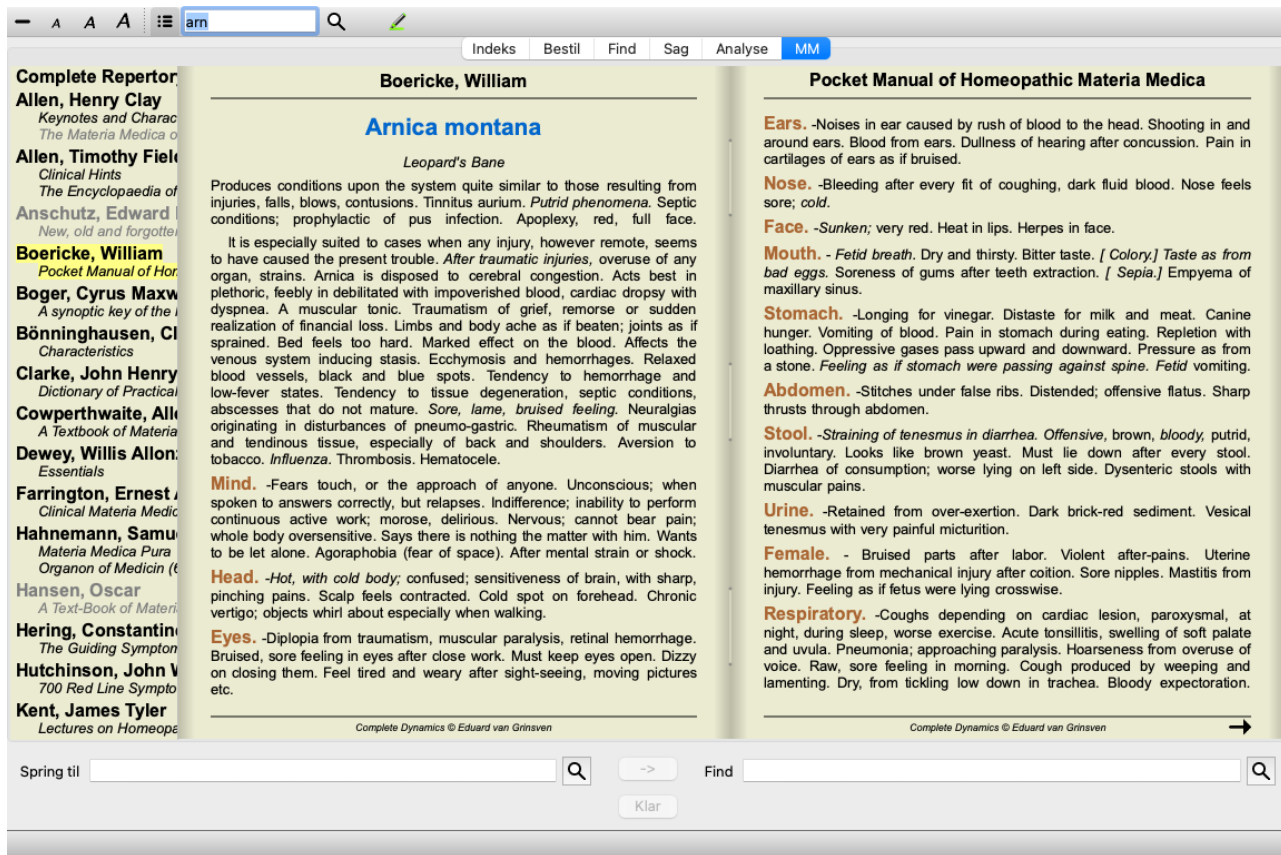 A A A arn
Indeks Bestil Find Sag Analyse MM
Complete Repertor
Allen, Henry Clay
Keynotes and Charac
The Materia Medica o
Allen, Timothy Field
Clinical Hints
The Encyclopaedia of
Anschutz, Edward
New, old and forgotte
Boericke, William
Pocket Manual of Hom
Boger, Cyrus Maxw
A synoptic key of the
Bönninghausen, Cl
Characteristics
Clarke, John Henry
Dictionary of Practical
Cowperthwaite, Alle
A Textbook of Materia
Dewey, Willis Allonz
Essentials
Farrington, Ernest
Clinical Materia Medic
Hahnemann, Samu
Materia Medica Pura
Organon of Medicin (6
Hansen, Oscar
A Text-Book of Materi
Hering, Constantin
The Guiding Symptom
Hutchinson, John W
700 Red Line Sympto
Kent, James Tyler
Lectures on Homeopa
Boericke, William
Arnica montana
Leopard's Bane
Produces conditions upon the system quite similar to those resulting from
injuries, falls, blows, contusions. Tinnitus aurium. Putrid phenomena. Septic
conditions; prophylactic of pus infection. Apoplexy, red, full face.
It is especially suited to cases when any injury, however remote, seems
to have caused the present trouble. After traumatic injuries, overuse of any
organ, strains. Arnica is disposed to cerebral congestion. Acts best in
plethoric, feebly in debilitated with impoverished blood, cardiac dropsy with
dyspnea. A muscular tonic. Traumatism of grief, remorse or sudden
realization of financial loss. Limbs and body ache as if beaten; joints as if
sprained. Bed feels too hard. Marked effect on the blood. Affects the
venous system inducing stasis. Ecchymosis and hemorrhages. Relaxed
blood vessels, black and blue spots. Tendency to hemorrhage and
low-fever states. Tendency to tissue degeneration, septic conditions,
abscesses that do not mature. Sore, lame, bruised feeling. Neuralgias
originating in disturbances of pneumo-gastric. Rheumatism of muscular
and tendinous tissue, especially of back and shoulders. Aversion to
tobacco. Influenza. Thrombosis. Hematocele.
Mind. -Fears touch, or the approach of anyone. Unconscious; when
spoken to answers correctly, but relapses. Indifference; inability to perform
continuous active work; morose, delirious. Nervous; cannot bear pain;
whole body oversensitive. Says there is nothing the matter with him. Wants
to be let alone. Agoraphobia (fear of space). After mental strain or shock.
Head. -Hot, with cold body; confused; sensitiveness of brain, with sharp,
pinching pains. Scalp feels contracted. Cold spot on forehead. Chronic
vertigo; objects whirl about especially when walking.
Eyes. -Diplopia from traumatism, muscular paralysis, retinal hemorrhage.
Bruised, sore feeling in eyes after close work. Must keep eyes open. Dizzy
on closing them. Feel tired and weary after sight-seeing, moving pictures
etc.
Complete Dynamics © Eduard van Grinsven
Pocket Manual of Homeopathic Materia Medica
Ears. -Noises in ear caused by rush of blood to the head. Shooting in and
around ears. Blood from ears. Dullness of hearing after concussion. Pain in
cartilages of ears as if bruised.
Nose. -Bleeding after every fit of coughing, dark fluid blood. Nose feels
sore; cold.
Face. -Sunken; very red. Heat in lips. Herpes in face.
Mouth. - Fetid breath. Dry and thirsty. Bitter taste. [ Colory.] Taste as from
bad eggs. Soreness of gums after teeth extraction. [ Sepia.] Empyema of
maxillary sinus.
Stomach. -Longing for vinegar. Distaste for milk and meat. Canine
hunger. Vomiting of blood. Pain in stomach during eating. Repletion with
loathing. Oppressive gases pass upward and downward. Pressure as from
a stone. Feeling as if stomach were passing against spine. Fetid vomiting.
Abdomen. -Stitches under false ribs. Distended; offensive flatus. Sharp
thrusts through abdomen.
Stool. -Straining of tenesmus in diarrhea. Offensive, brown, bloody, putrid,
involuntary. Looks like brown yeast. Must lie down after every stool.
Diarrhea of consumption; worse lying on left side. Dysenteric stools with
muscular pains.
Urine. -Retained from over-exertion. Dark brick-red sediment. Vesical
tenesmus with very painful micturition.
Female. - Bruised parts after labor. Violent after-pains. Uterine
hemorrhage from mechanical injury after coition. Sore nipples. Mastitis from
injury. Feeling as if fetus were lying crosswise.
Respiratory. -Coughs depending on cardiac lesion, paroxysmal, at
night, during sleep, worse exercise. Acute tonsillitis, swelling of soft palate
and uvula. Pneumonia; approaching paralysis. Hoarseness from overuse of
voice. Raw, sore feeling in morning. Cough produced by weeping and
lamenting. Dry, from tickling low down in trachea. Bloody expectoration.
Complete Dynamics © Eduard van Grinsven
Spring til -> Find
Klar